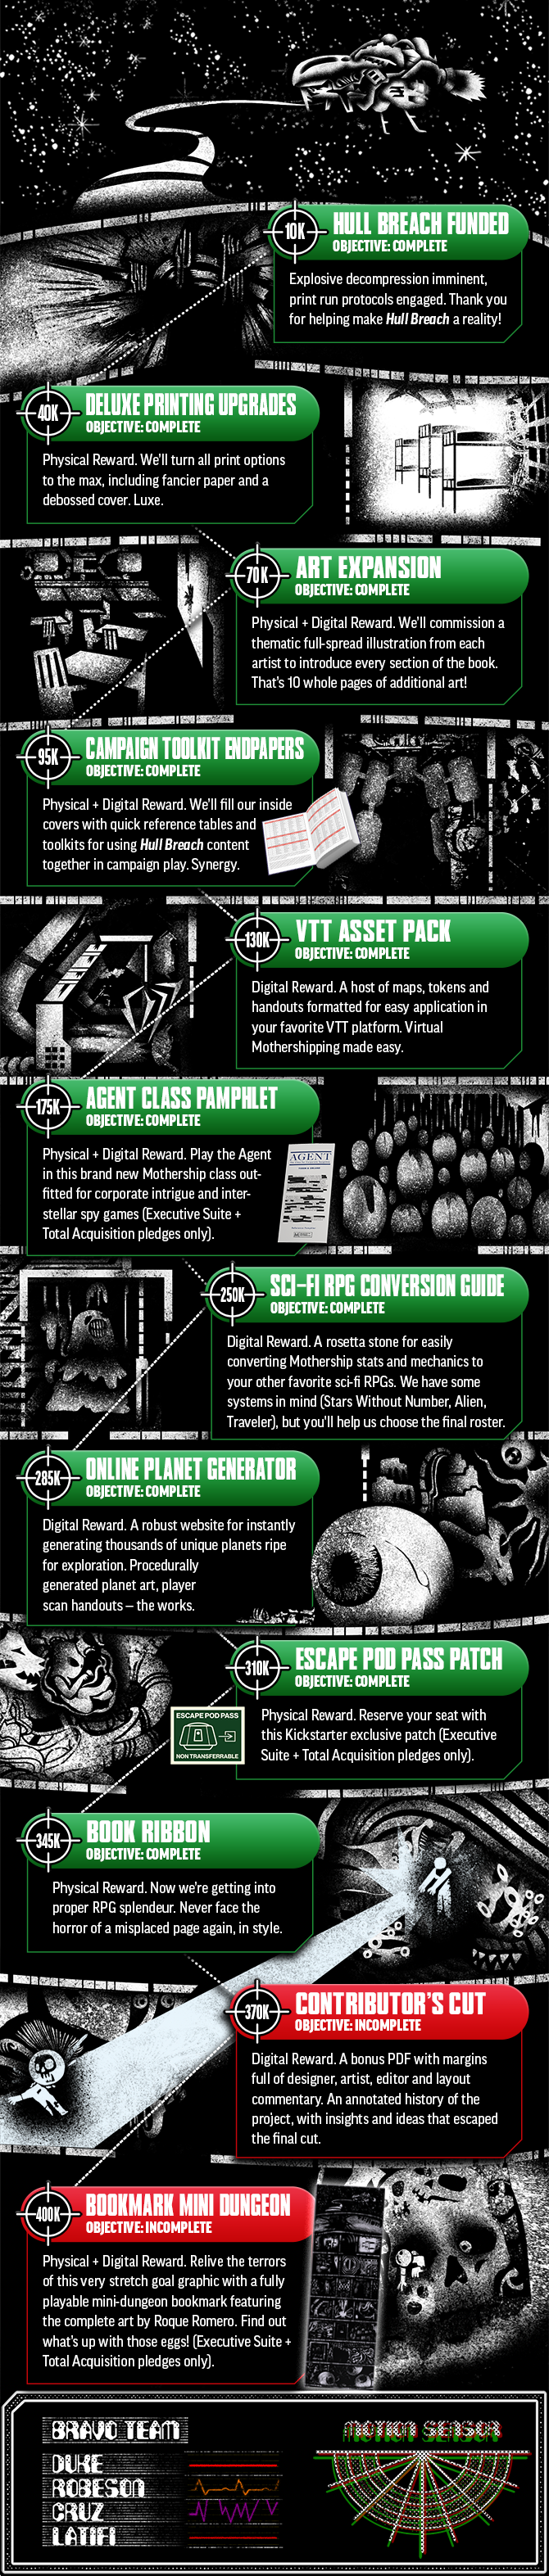 10K
HULL BREACH FUNDED
OBJECTIVE: COMPLETE
Explosive decompression imminent,
print run protocols engaged. Thank you
for helping make Hull Breach a reality!
40K
DELUXE PRINTING UPGRADES
OBJECTIVE: COMPLETE
Physical Reward. We'll turn all print options
to the max, including fancier paper and a
debossed cover. Luxe.
70K
ART EXPANSION
OBJECTIVE: COMPLETE
Physical + Digital Reward. We'll commission a
thematic full-spread illustration from each
artist to introduce every section of the book.
That's 10 whole pages of additional art!
95K
CAMPAIGN TOOLKIT ENDPAPERS
OBJECTIVE: COMPLETE
Physical + Digital Reward. We'll fill our inside
covers with quick reference tables and
toolkits for using Hull Breach content
together in campaign play. Synergy.
130K
VTT ASSET PACK
OBJECTIVE: COMPLETE
Digital Reward. A host of maps, tokens and
handouts formatted for easy application in
your favorite VTT platform. Virtual
Mothershipping made easy.
175K
AGENT CLASS PAMPHLET
OBJECTIVE: COMPLETE
Physical + Digital Reward. Play the Agent
in this brand new Mothership class out-
fitted for corporate intrigue and inter-
stellar spy games (Executive Suite +
Total Acquisition pledges only).
AGENT
250K
SCI-FI RPG CONVERSION GUIDE
OBJECTIVE: COMPLETE
Digital Reward. A rosetta stone for easily
converting Mothership stats and mechanics to
your other favorite sci-fi RPGs. We have some
systems in mind (Stars Without Number, Alien,
Traveler), but you'll help us choose the final roster.
285K
ONLINE PLANET GENERATOR
OBJECTIVE: COMPLETE
Digital Reward. A robust website for instantly
generating thousands of unique planets ripe
for exploration. Procedurally
generated planet art, player
scan handouts – the works.
310K
ESCAPE POD PASS PATCH
OBJECTIVE: COMPLETE
ESCAPE POD PASS
NON TRANSFERRABLE
Physical Reward. Reserve your seat with
this Kickstarter exclusive patch (Executive
Suite + Total Acquisition pledges only).
345K
BOOK RIBBON
OBJECTIVE: COMPLETE
Physical Reward. Now we're getting into
proper RPG splendeur. Never face the
horror of a misplaced page again, in style.
370K
CONTRIBUTOR'S CUT
OBJECTIVE: INCOMPLETE
Digital Reward. A bonus PDF with margins
full of designer, artist, editor and layout
commentary. An annotated history of the
project, with insights and ideas that escaped
the final cut.
400K
BOOKMARK MINI DUNGEON
OBJECTIVE: INCOMPLETE
Physical + Digital Reward. Relive the terrors
of this very stretch goal graphic with a fully
playable mini-dungeon bookmark featuring
the complete art by Roque Romero. Find out
what's up with those eggs! (Executive Suite +
Total Acquisition pledges only).
BRAVO TEAM
DUKE
ROBESON
CRUZ
LATIFI
MOTION SENSOR